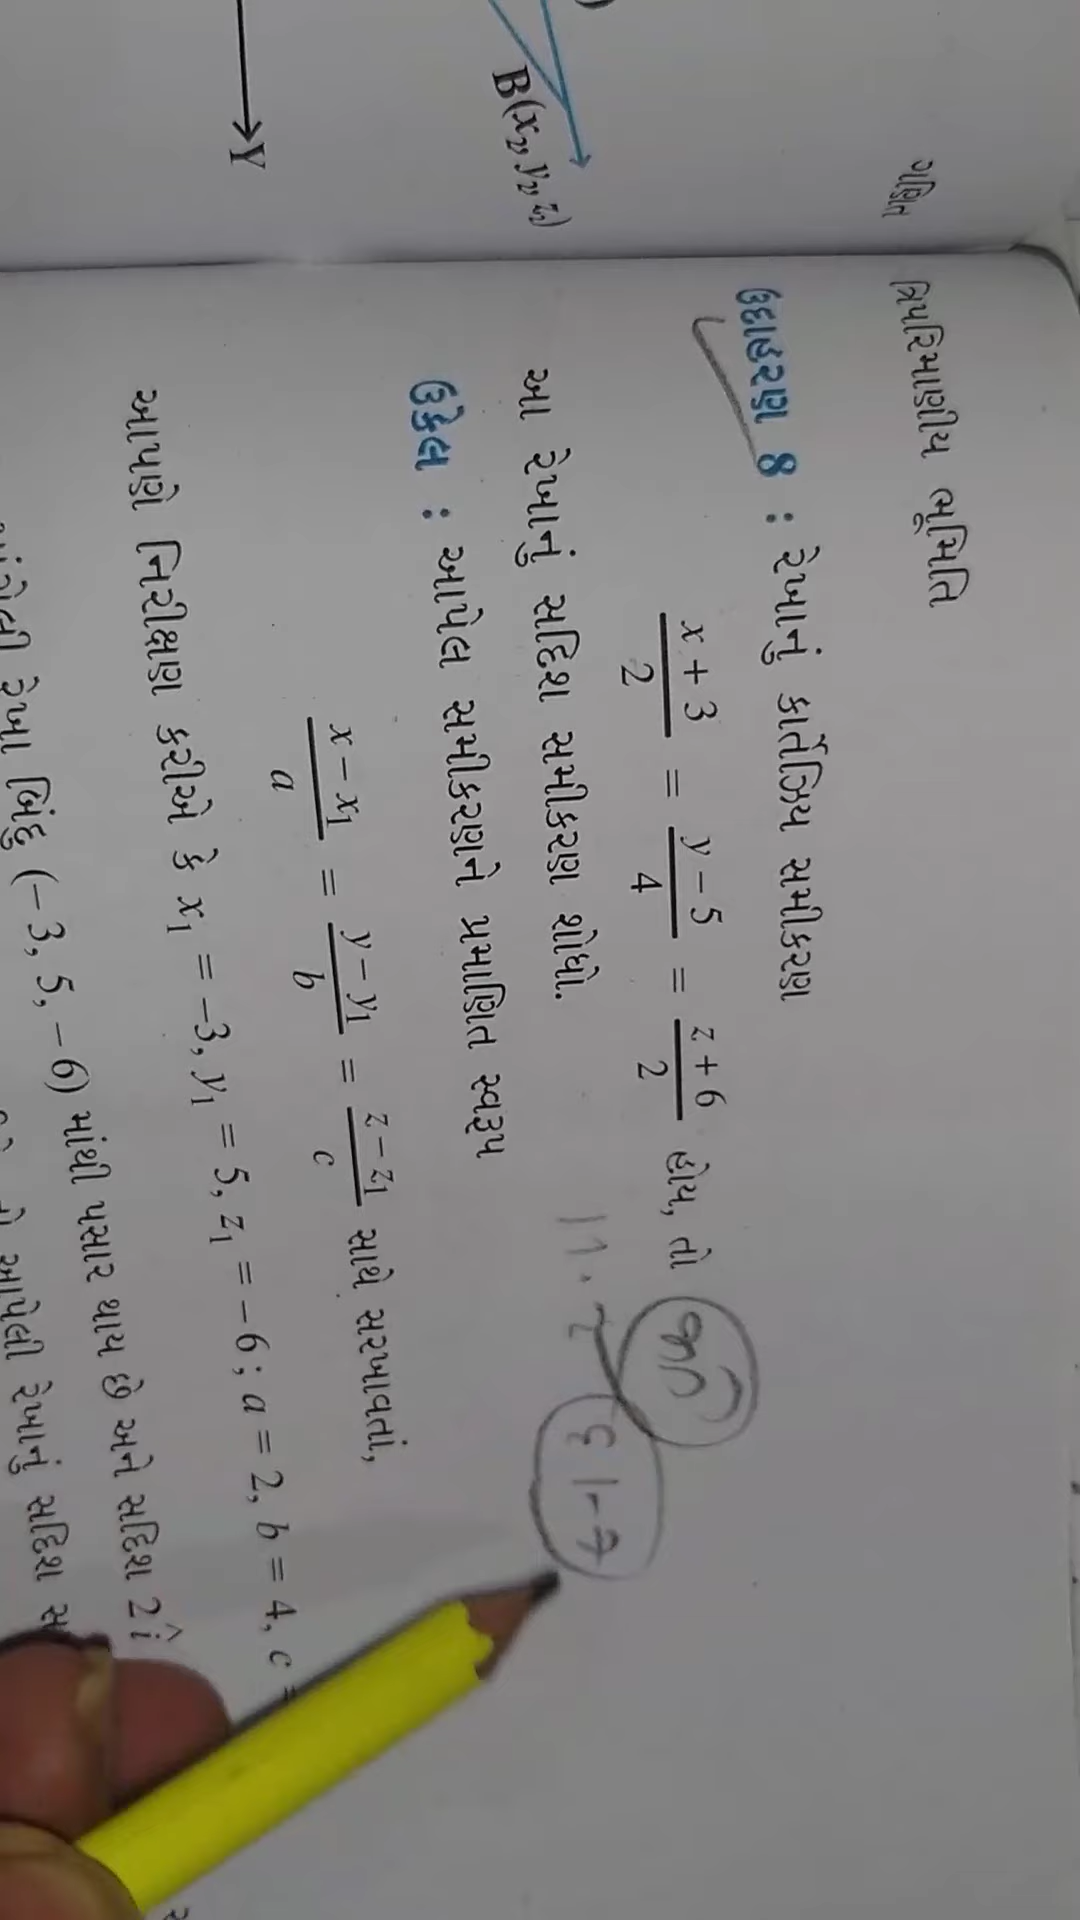 ગણિત
B(x₂, y₂, z₂)
Y
ત્રિપરિમાણીય ભૂમિતિ
ઉદાહરણ 8 : રેખાનું કાર્તેઝિય સમીકરણ
(x + 3)/2 = (y – 5)/4 = (z + 6)/2 હોય, તો
આ રેખાનું સદિશ સમીકરણ શોધો.
11.2
ઉકેલ : આપેલ સમીકરણને પ્રમાણિત સ્વરૂપ
(x – x₁)/a = (y – y₁)/b = (z – z₁)/c સાથે સરખાવતાં,
આપણે નિરીક્ષણ કરીએ કે x₁ = –3, y₁ = 5, z₁ = – 6 ; a = 2, b = 4, c =
રેખા બિંદુ (– 3, 5, – 6) માંથી પસાર થાય છે અને સદિશ 2î
આપેલી રેખાનું સદિશ સ